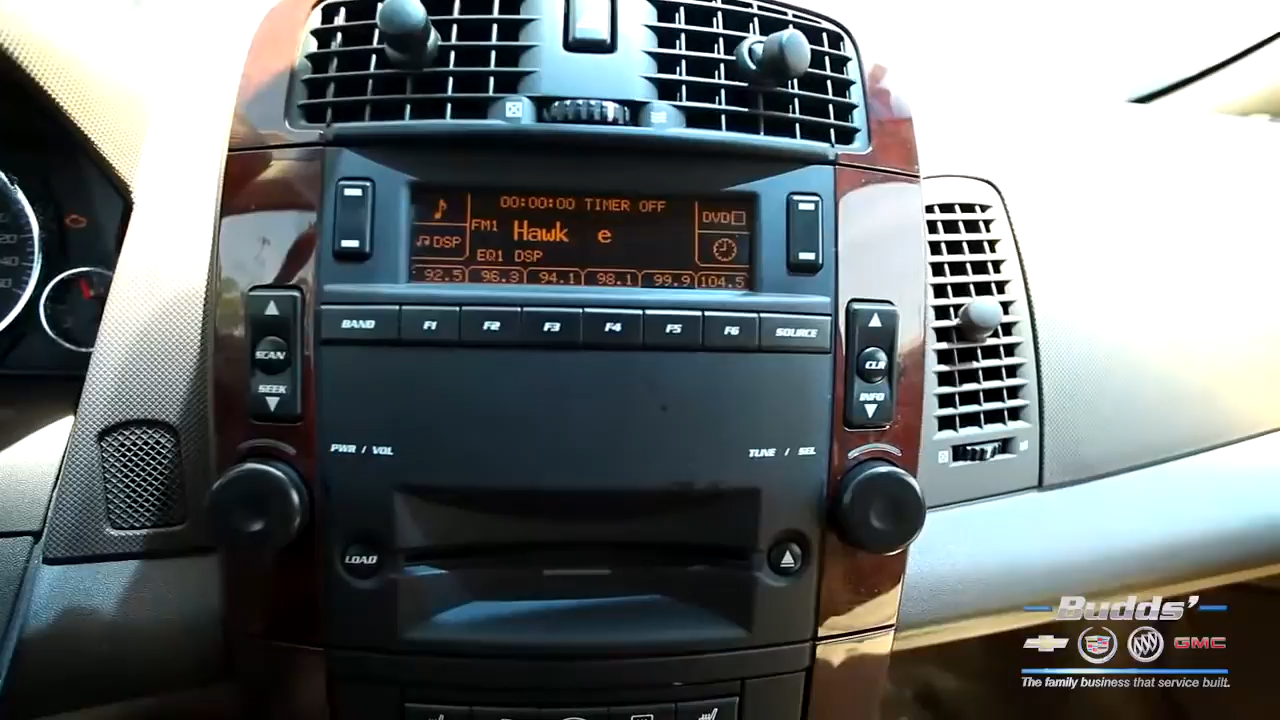 00:00:00 TIMER OFF
FM1 Hawk e
DVD
DSP
EQ1 DSP
92.5 96.3 94.1 98.1 99.9 104.5
BAND F1 F2 F3 F4 F5 F6 SOURCE
SCAN
SEEK
CLR
INFO
PWR / VOL
TUNE / SEL
LOAD
Budds'
GMC
The family business that service built.